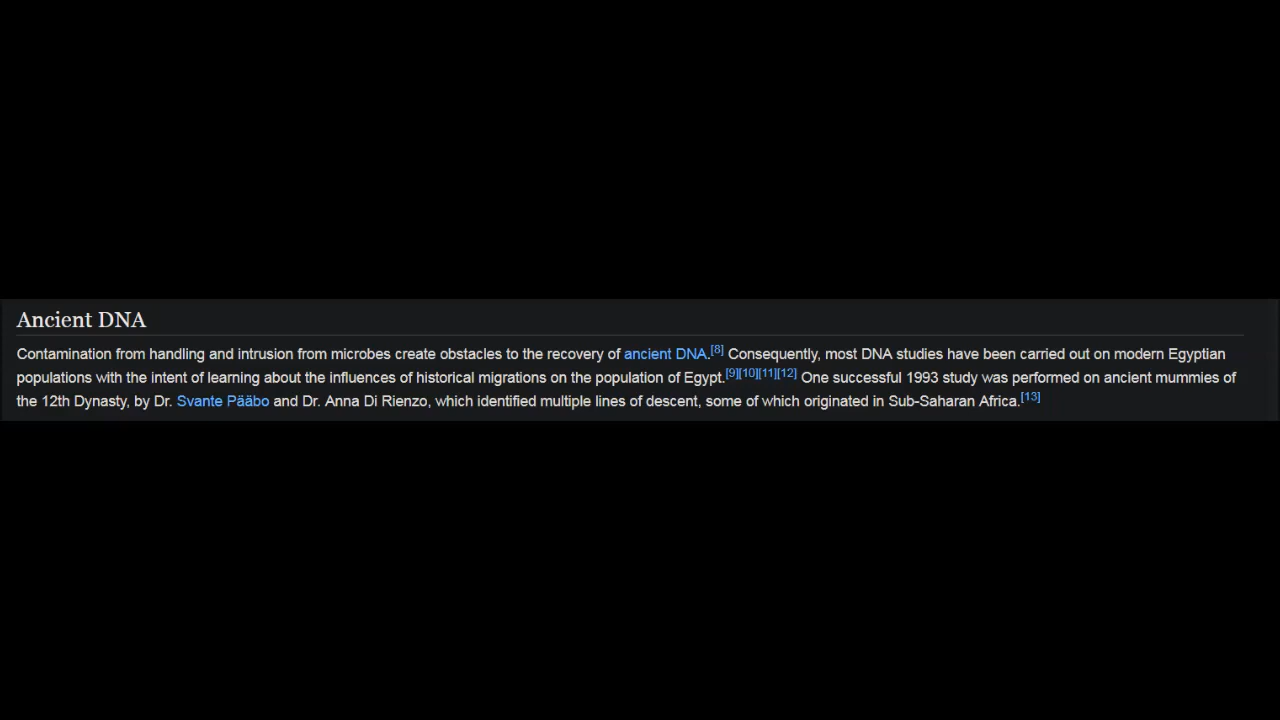 Ancient DNA
Contamination from handling and intrusion from microbes create obstacles to the recovery of ancient DNA.[8] Consequently, most DNA studies have been carried out on modern Egyptian
populations with the intent of learning about the influences of historical migrations on the population of Egypt.[9][10][11][12] One successful 1993 study was performed on ancient mummies of
the 12th Dynasty, by Dr. Svante Pääbo and Dr. Anna Di Rienzo, which identified multiple lines of descent, some of which originated in Sub-Saharan Africa.[13]